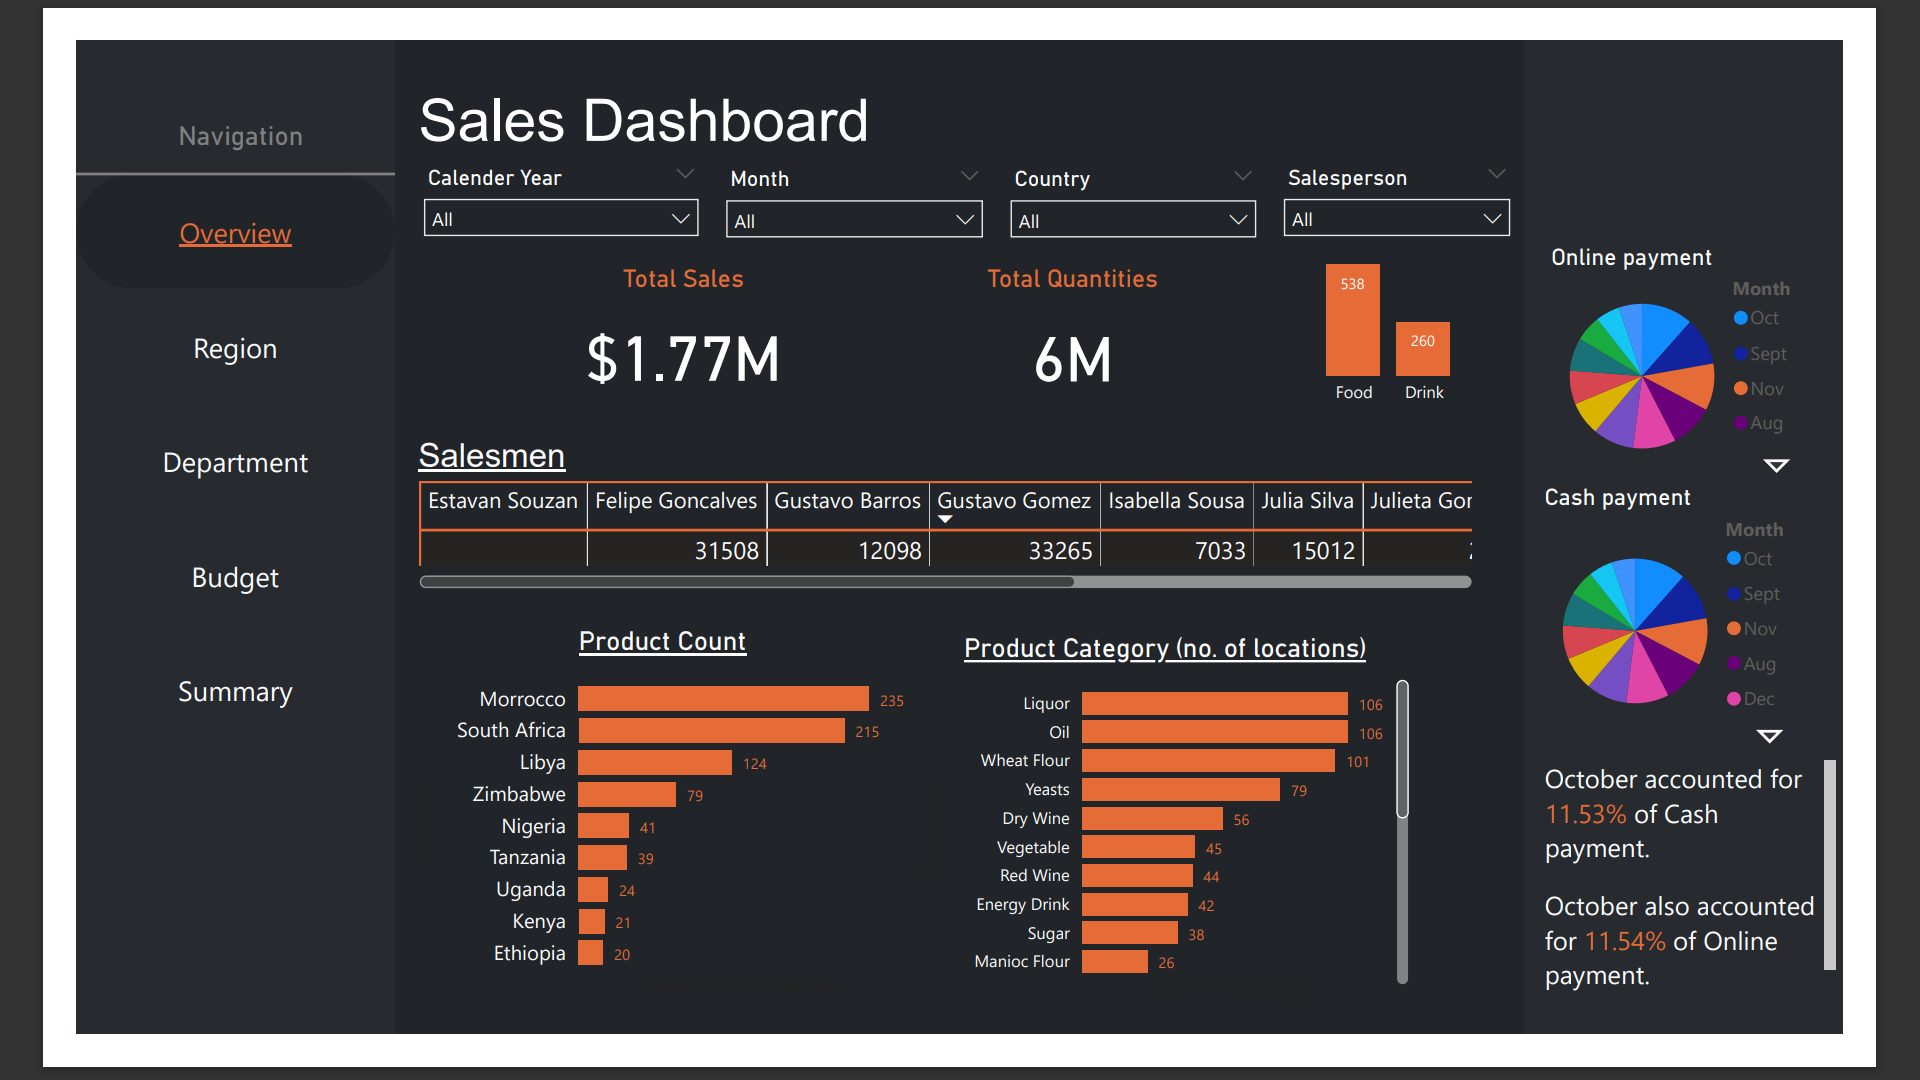 Navigation
Overview
Region
Department
Budget
Summary
Sales Dashboard
Calender Year
All
Month
All
Country
All
Salesperson
All
Total Sales
$1.77M
Total Quantities
6M
538
260
Food
Drink
Salesmen
Estavan Souzan Felipe Goncalves Gustavo Barros Gustavo Gomez Isabella Sousa Julia Silva Julieta
31508 12098 33265 7033 15012
Product Count
Morrocco 235
South Africa 215
Libya 124
Zimbabwe 79
Nigeria 41
Tanzania 39
Uganda 24
Kenya 21
Ethiopia 20
Product Category (no. of locations)
Liquor 106
Oil 106
Wheat Flour 101
Yeasts 79
Dry Wine 56
Vegetable 45
Red Wine 44
Energy Drink 42
Sugar 38
Manioc Flour 26
Online payment
Month
Oct
Sept
Nov
Aug
Cash payment
Month
Oct
Sept
Nov
Aug
Dec
October accounted for
11.53% of Cash
payment.
October also accounted
for 11.54% of Online
payment.